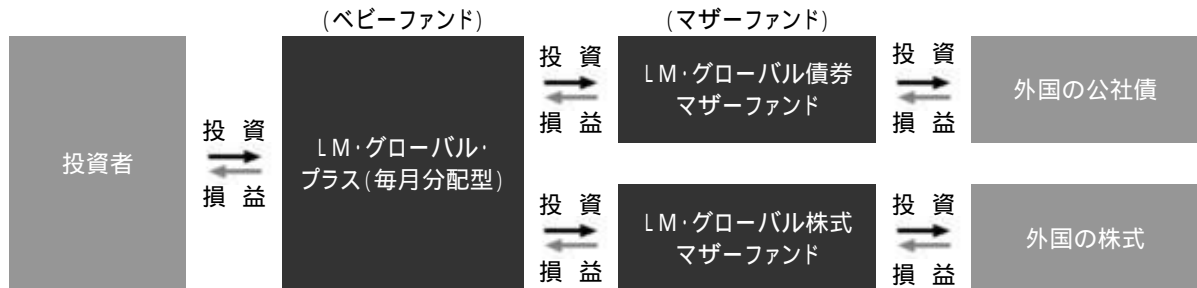 (ベビーファンド)
(マザーファンド)
投資者
投 資
損 益
LM・グローバル・
プラス(毎月分配型)
投 資
損 益
LM・グローバル債券
マザーファンド
投 資
損 益
外国の公社債
投 資
損 益
LM・グローバル株式
マザーファンド
投 資
損 益
外国の株式